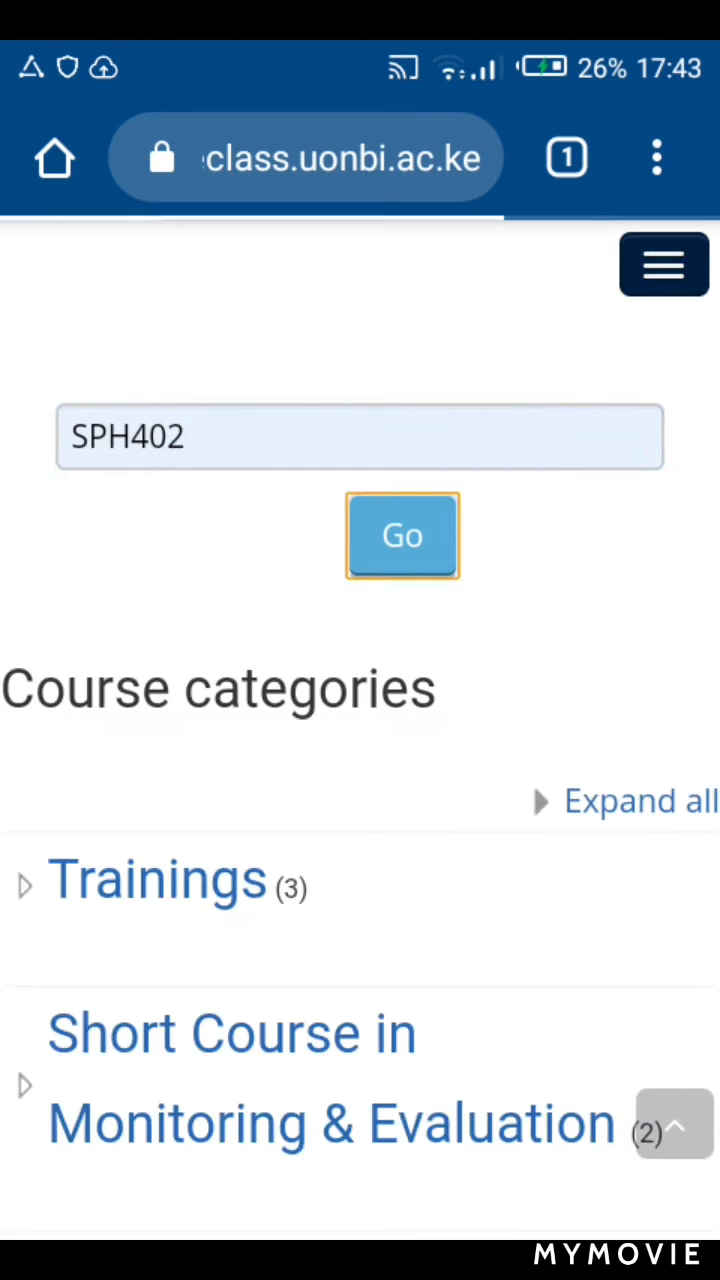 26% 17:43
class.uonbi.ac.ke
1
SPH402
Go
Course categories
Expand all
Trainings (3)
Short Course in
Monitoring & Evaluation (2)
MYMOVIE